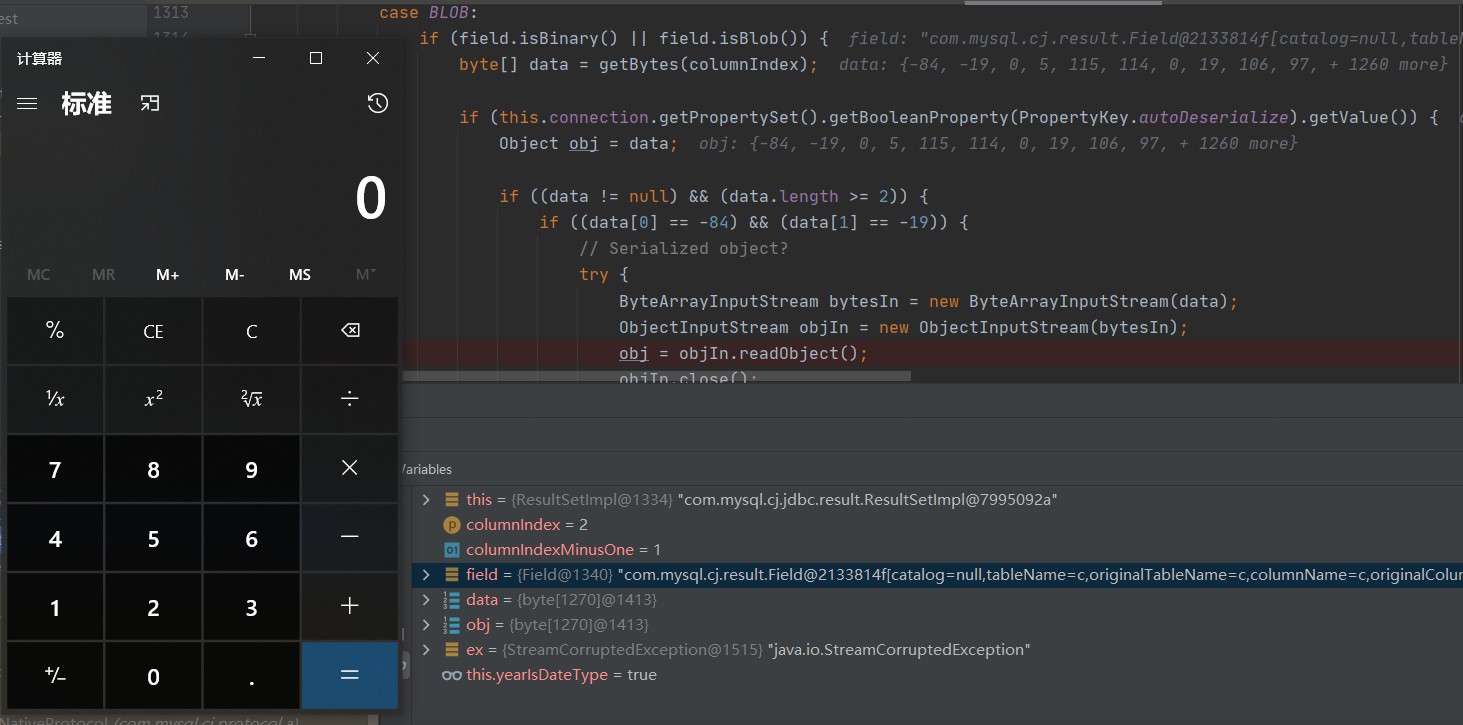 est
1313
case BLOB:
if (field.isBinary() || field.isBlob()) { field: "com.mysql.cj.result.Field@2133814f[catalog=null,tableN
byte[] data = getBytes(columnIndex); data: {-84, -19, 0, 5, 115, 114, 0, 19, 106, 97, + 1260 more}
if (this.connection.getPropertySet().getBooleanProperty(PropertyKey.autoDeserialize).getValue()) {
Object obj = data; obj: {-84, -19, 0, 5, 115, 114, 0, 19, 106, 97, + 1260 more}
if ((data != null) && (data.length >= 2)) {
if ((data[0] == -84) && (data[1] == -19)) {
// Serialized object?
try {
ByteArrayInputStream bytesIn = new ByteArrayInputStream(data);
ObjectInputStream objIn = new ObjectInputStream(bytesIn);
obj = objIn.readObject();
objIn.close();
计算器
标准
0
MC MR M+ M- MS M˅
% CE C
¹/x x² ²√x ÷
7 8 9 ×
4 5 6 −
1 2 3 +
+/− 0 . =
Variables
this = {ResultSetImpl@1334} "com.mysql.cj.jdbc.result.ResultSetImpl@7995092a"
p columnIndex = 2
01 columnIndexMinusOne = 1
field = {Field@1340} "com.mysql.cj.result.Field@2133814f[catalog=null,tableName=c,originalTableName=c,columnName=c,originalColum
data = {byte[1270]@1413}
obj = {byte[1270]@1413}
ex = {StreamCorruptedException@1515} "java.io.StreamCorruptedException"
this.yearIsDateType = true
NativeProtocol (com.mysql.cj.protocol.a)